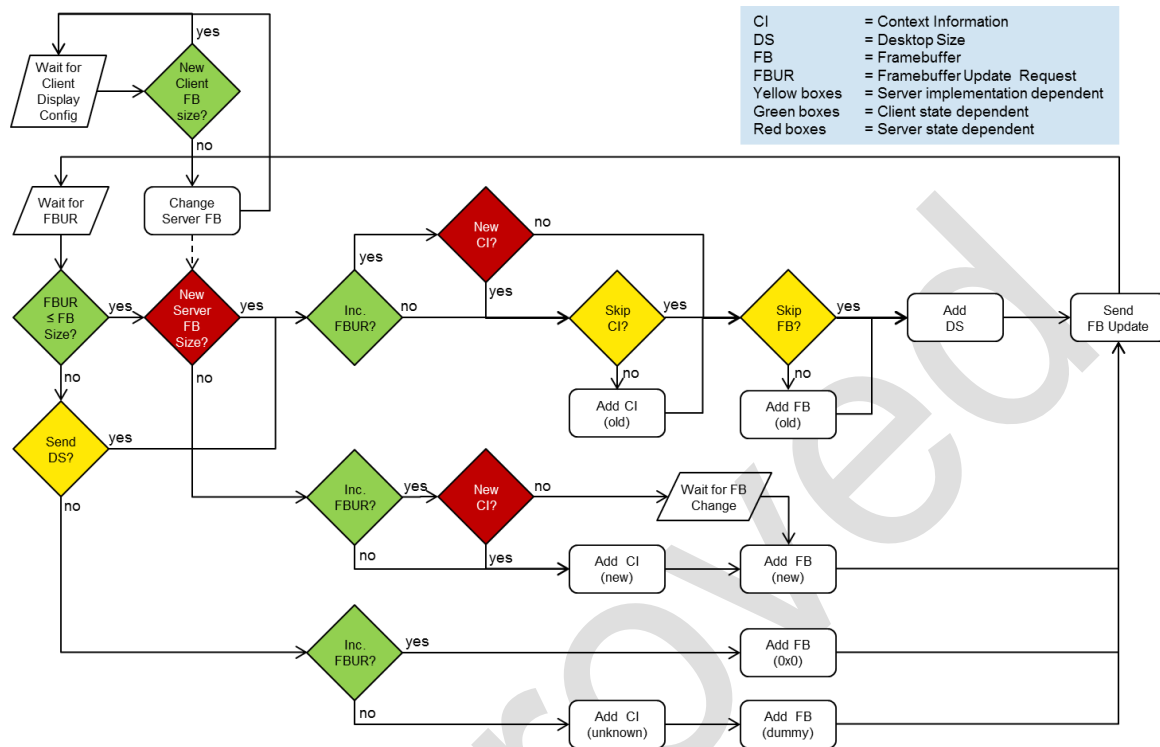 yes
Wait for
Client
Display
Config
New
Client
FB
size?
no
CI = Context Information
DS = Desktop Size
FB = Framebuffer
FBUR = Framebuffer Update Request
Yellow boxes = Server implementation dependent
Green boxes = Client state dependent
Red boxes = Server state dependent
Wait for
FBUR
Change
Server FB
New
CI?
no
yes
yes
FBUR
≤ FB
Size?
yes
no
New
Server
FB
Size?
yes
no
Inc.
FBUR?
no
Skip
CI?
yes
no
Skip
FB?
yes
no
Add
DS
Send
FB Update
Add CI
(old)
Add FB
(old)
Send
DS?
yes
no
Inc.
FBUR?
yes
no
New
CI?
no
yes
Wait for FB
Change
Add CI
(new)
Add FB
(new)
Inc.
FBUR?
yes
no
Add FB
(0x0)
Add CI
(unknown)
Add FB
(dummy)
roved